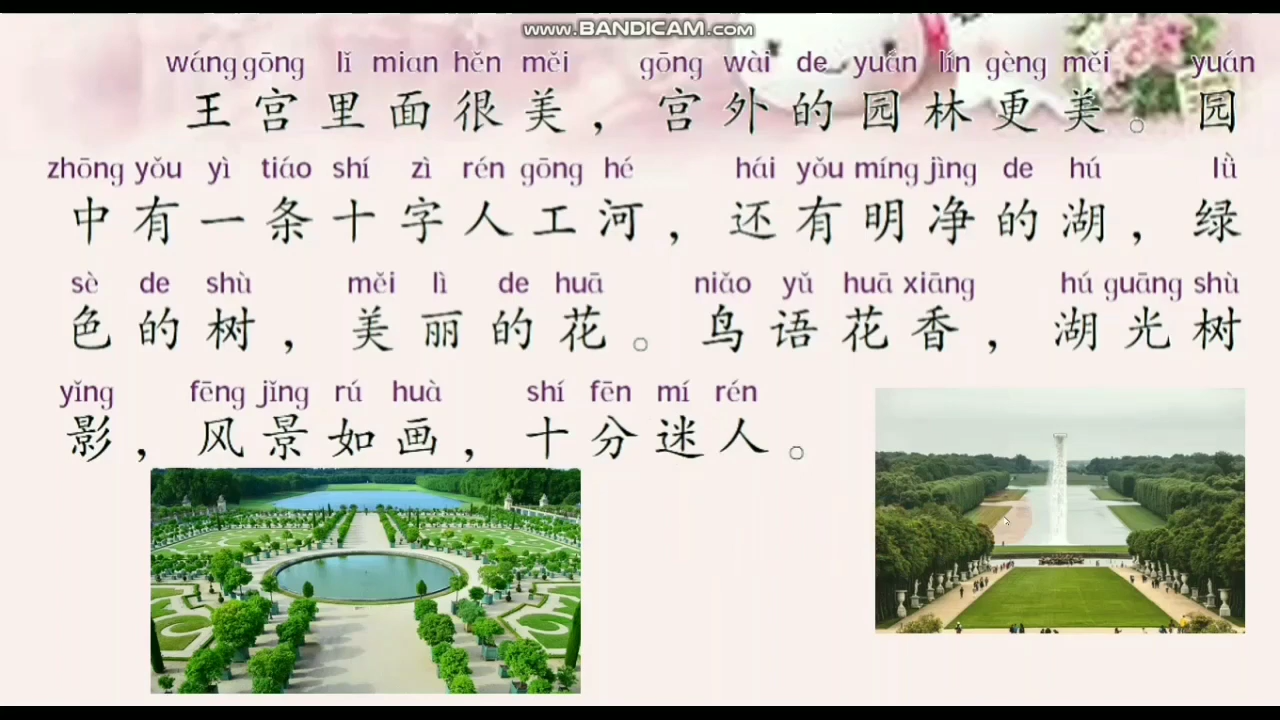 WWW.BANDICAM.COM
wáng gōng lǐ mian hěn měi gōng wài de yuán lín gèng měi yuán
王宫里面很美，宫外的园林更美。园
zhōng yǒu yì tiáo shí zì rén gōng hé hái yǒu míng jìng de hú lǜ
中有一条十字人工河，还有明净的湖，绿
sè de shù měi lì de huā niǎo yǔ huā xiāng hú guāng shù
色的树，美丽的花。鸟语花香，湖光树
yǐng fēng jǐng rú huà shí fēn mí rén
影，风景如画，十分迷人。